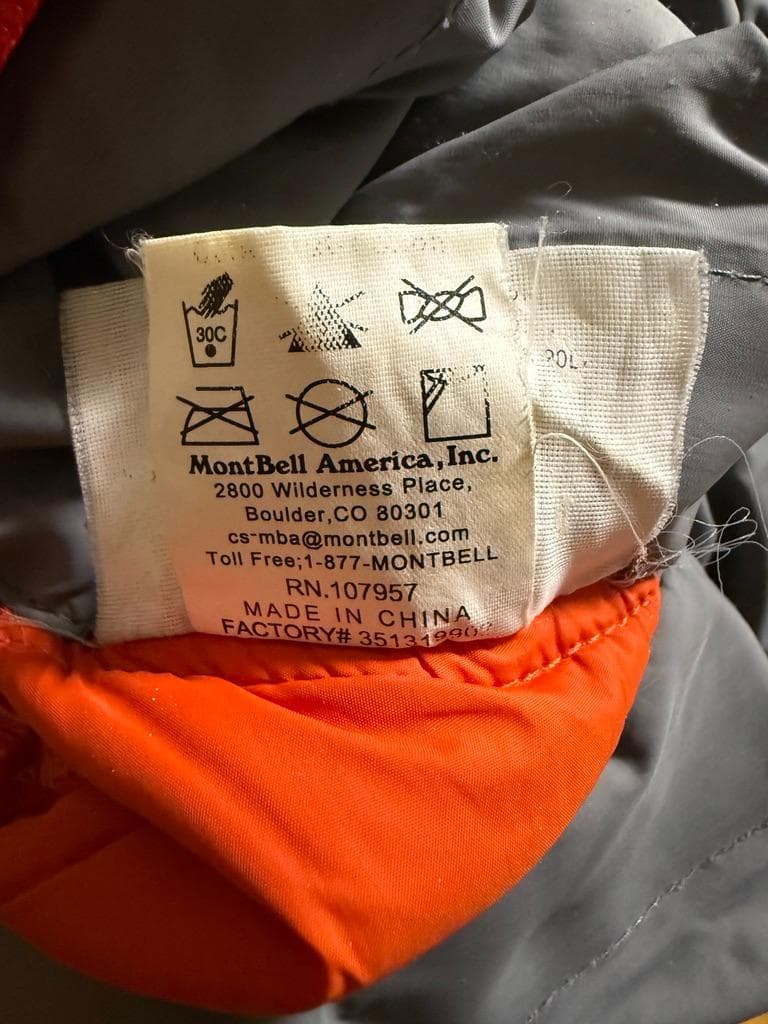 30C
MontBell America, Inc.
2800 Wilderness Place,
Boulder,CO 80301
cs-mba@montbell.com
Toll Free;1-877-MONTBELL
RN.107957
MADE IN CHINA
FACTORY#